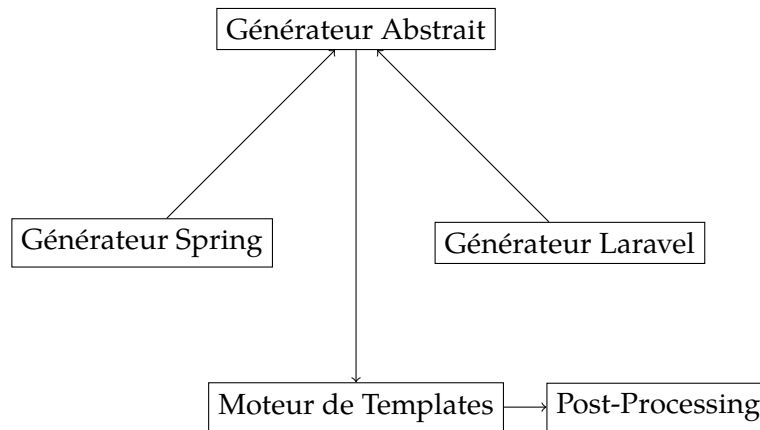 Générateur Abstrait
Générateur Spring
Générateur Laravel
Moteur de Templates
Post-Processing